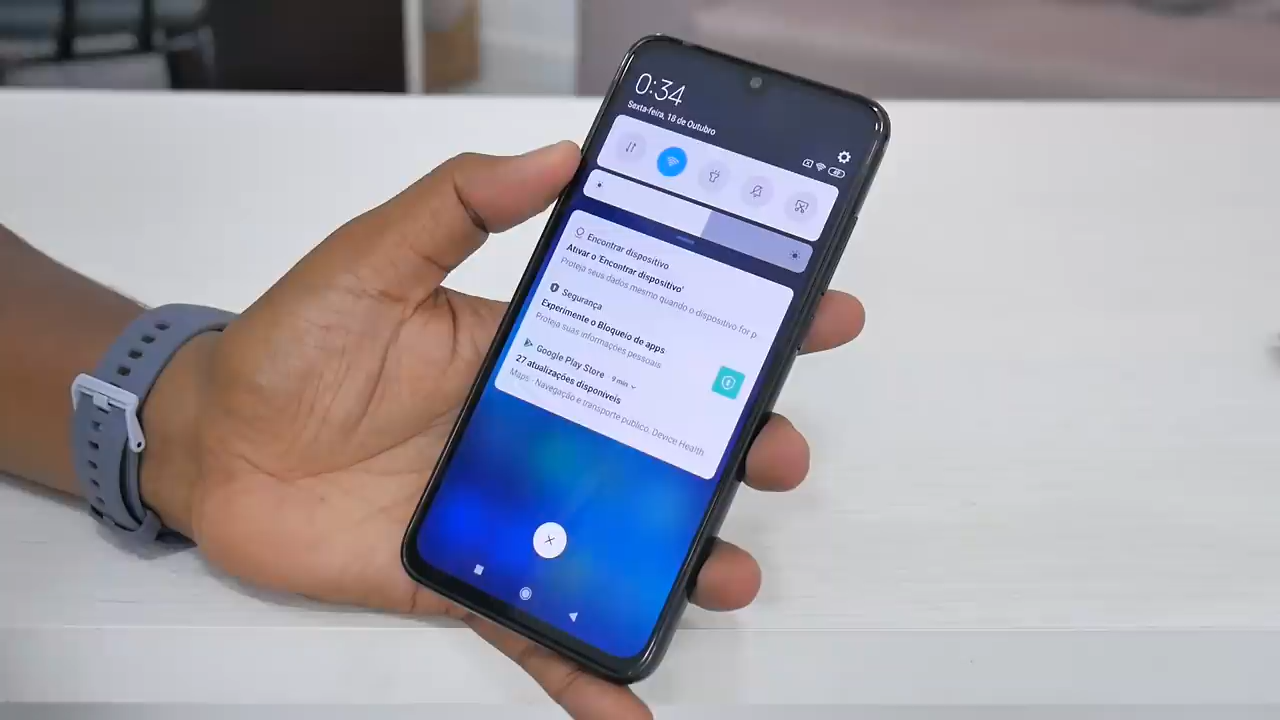 0:34
Sexta-feira, 18 de Outubro
Encontrar dispositivo
Ativar o 'Encontrar dispositivo'
Proteja seus dados mesmo quando o dispositivo for p
Segurança
Experimente o Bloqueio de apps
Proteja suas informações pessoais
Google Play Store 9 min
27 atualizações disponíveis
Maps - Navegação e transporte público, Device Health